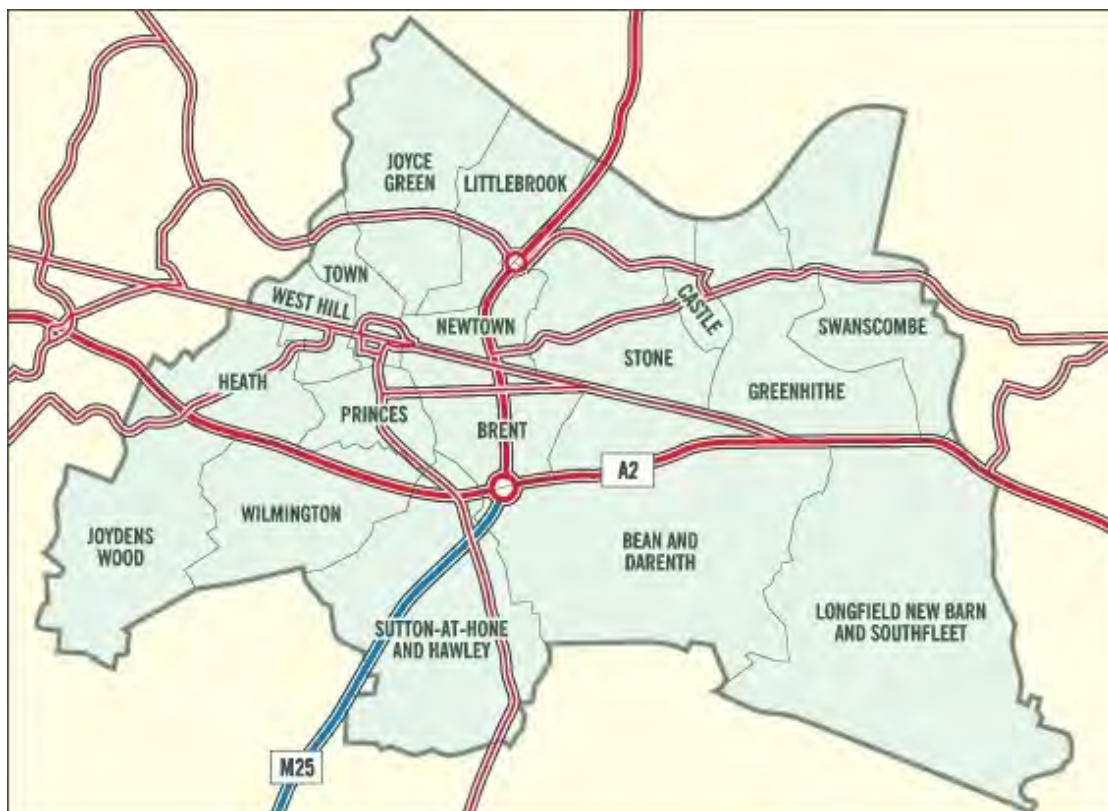 JOYCE
GREEN
LITTLEBROOK
TOWN
WEST HILL
CASTLE
NEWTOWN
SWANSCOMBE
STONE
HEATH
GREENHITHE
PRINCES
BRENT
A2
WILMINGTON
JOYDENS
WOOD
BEAN AND
DARENTH
LONGFIELD NEW BARN
AND SOUTHFLEET
SUTTON-AT-HONE
AND HAWLEY
M25